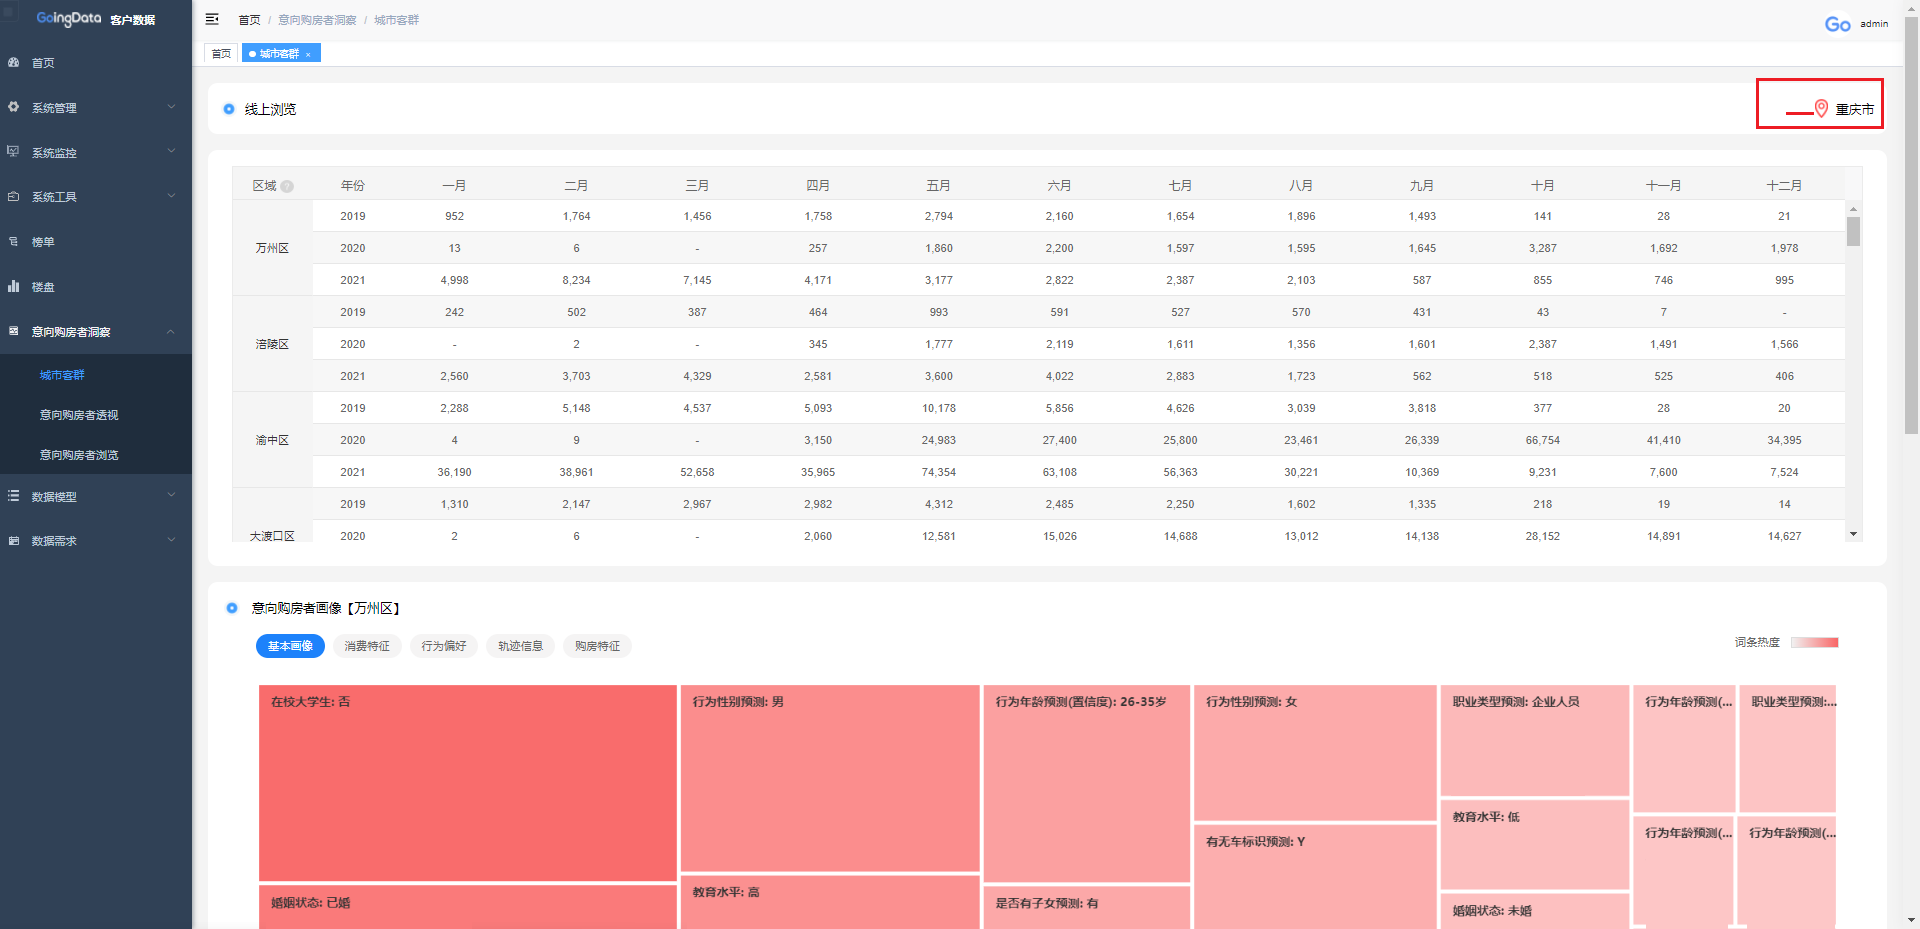 GoingData 客户数据
首页 / 意向购房者洞察 / 城市客群
Go admin
首页 城市客群 ×
首页
系统管理
系统监控
系统工具
榜单
楼盘
意向购房者洞察
城市客群
意向购房者透视
意向购房者浏览
数据模型
数据需求
线上浏览
重庆市
区域 ? 年份 一月 二月 三月 四月 五月 六月 七月 八月 九月 十月 十一月 十二月
2019 952 1,764 1,456 1,758 2,794 2,160 1,654 1,896 1,493 141 28 21
万州区 2020 13 6 - 257 1,860 2,200 1,597 1,595 1,645 3,287 1,692 1,978
2021 4,998 8,234 7,145 4,171 3,177 2,822 2,387 2,103 587 855 746 995
2019 242 502 387 464 993 591 527 570 431 43 7 -
涪陵区 2020 - 2 - 345 1,777 2,119 1,611 1,356 1,601 2,387 1,491 1,566
2021 2,560 3,703 4,329 2,581 3,600 4,022 2,883 1,723 562 518 525 406
2019 2,288 5,148 4,537 5,093 10,178 5,856 4,626 3,039 3,818 377 28 20
渝中区 2020 4 9 - 3,150 24,983 27,400 25,800 23,461 26,339 66,754 41,410 34,395
2021 36,190 38,961 52,658 35,965 74,354 63,108 56,363 30,221 10,369 9,231 7,600 7,524
2019 1,310 2,147 2,967 2,982 4,312 2,485 2,250 1,602 1,335 218 19 14
大渡口区 2020 2 6 - 2,060 12,581 15,026 14,688 13,012 14,138 28,152 14,891 14,627
意向购房者画像【万州区】
基本画像 消费特征 行为偏好 轨迹信息 购房特征
词条热度
在校大学生: 否
婚姻状态: 已婚
行为性别预测: 男
教育水平: 高
行为年龄预测(置信度): 26-35岁
是否有子女预测: 有
行为性别预测: 女
有无车标识预测: Y
职业类型预测: 企业人员
教育水平: 低
婚姻状态: 未婚
行为年龄预测(...
职业类型预测:...
行为年龄预测(...
行为年龄预测(...